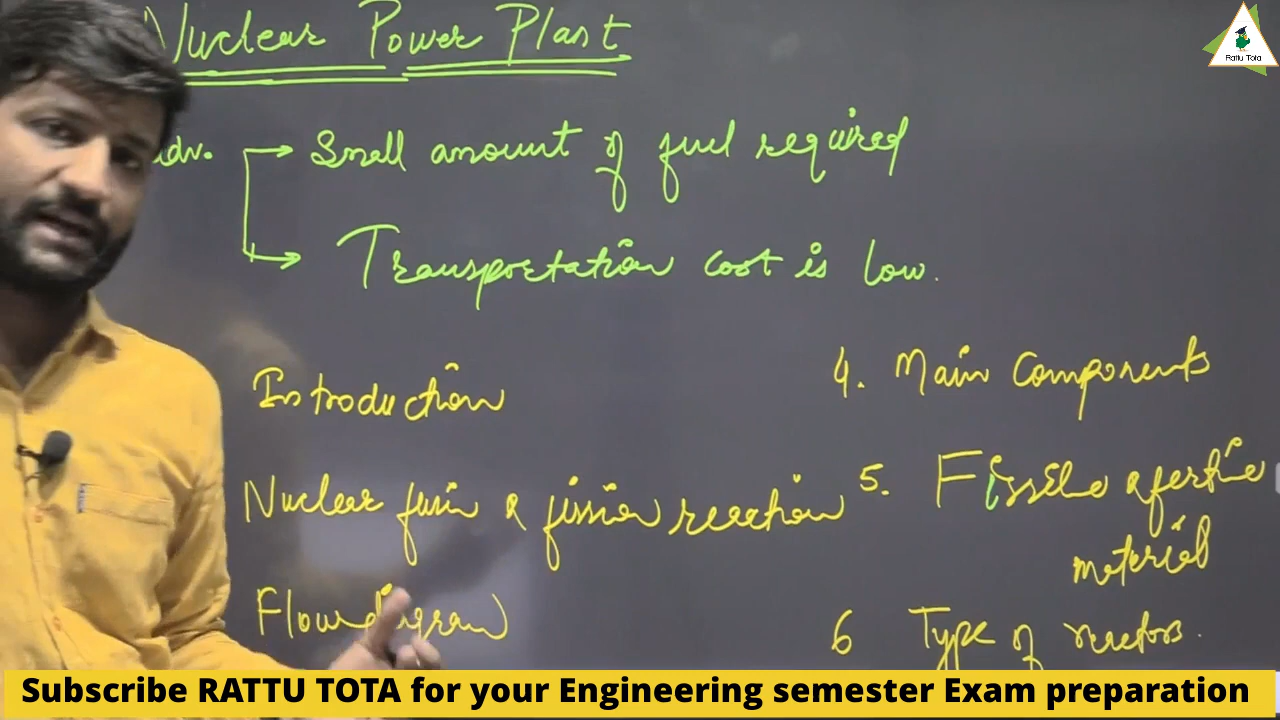 Nuclear Power Plant
Rattu Tota
adv. → Small amount of fuel required
→ Transportation cost is low.
Introduction
4. Main Components
Nuclear fusion & fission reaction
5. Fissile & fertile
material
Flow diagram
6 Type of reactors.
Subscribe RATTU TOTA for your Engineering semester Exam preparation